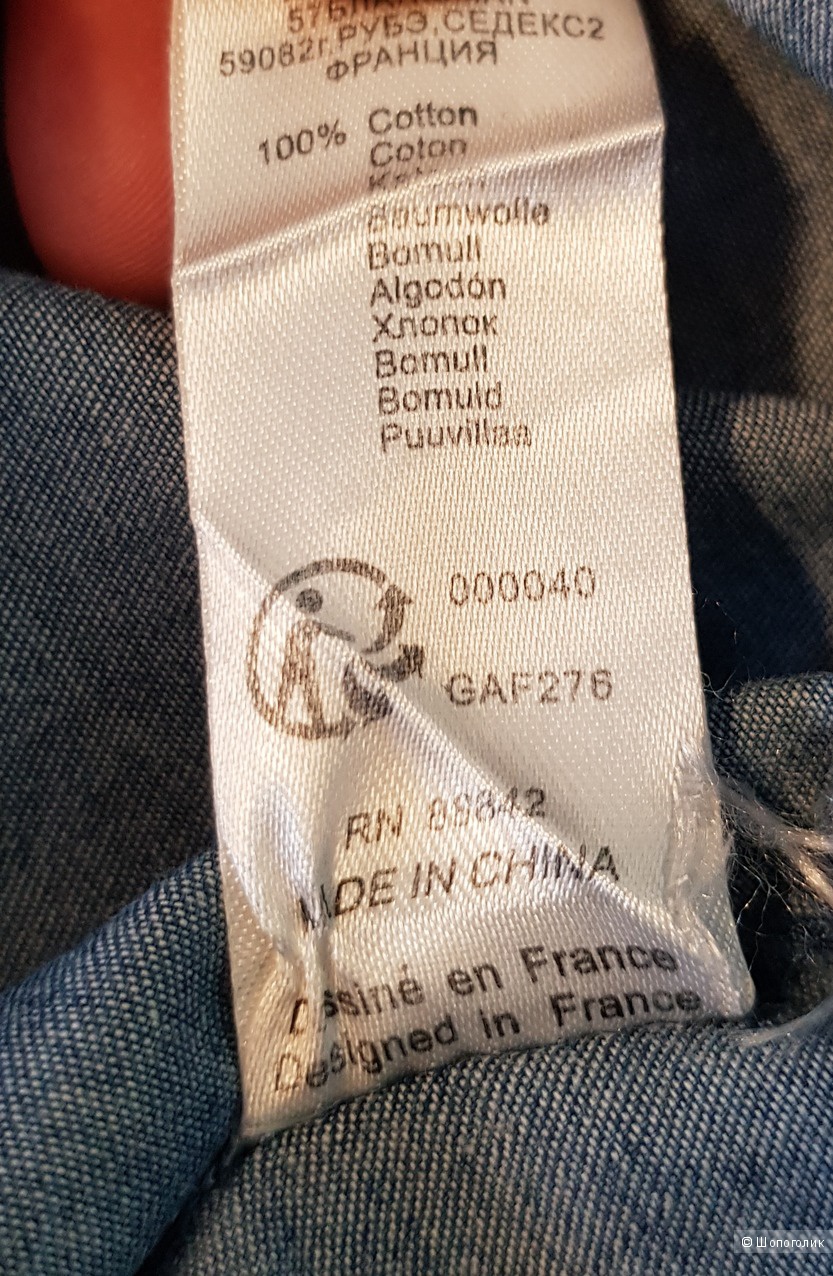 РУБЭ, СЕДЕКС2
59082г,
ФРАНЦИЯ
100% Cotton
Coton
Baumwolle
Bomull
Algodón
Хлопок
Bomull
Bomuld
Puuvillaa
000040
GAF276
RN 89842
MADE IN CHINA
Dessiné en France
Designed in France
© Шопоголик